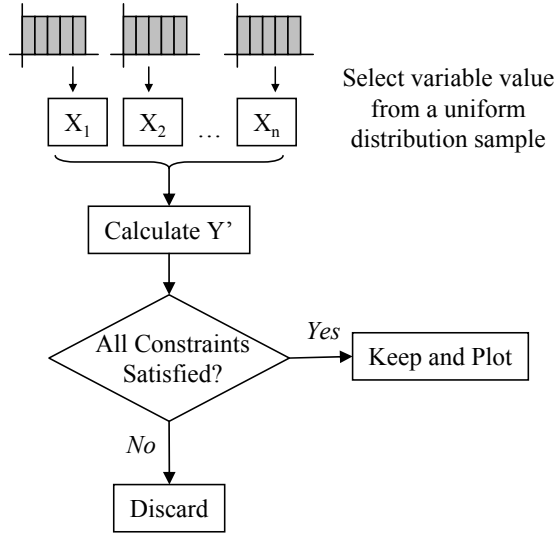 Select variable value
from a uniform
distribution sample
X1 X2 … Xn
Calculate Y’
All Constraints
Satisfied?
Yes
Keep and Plot
No
Discard